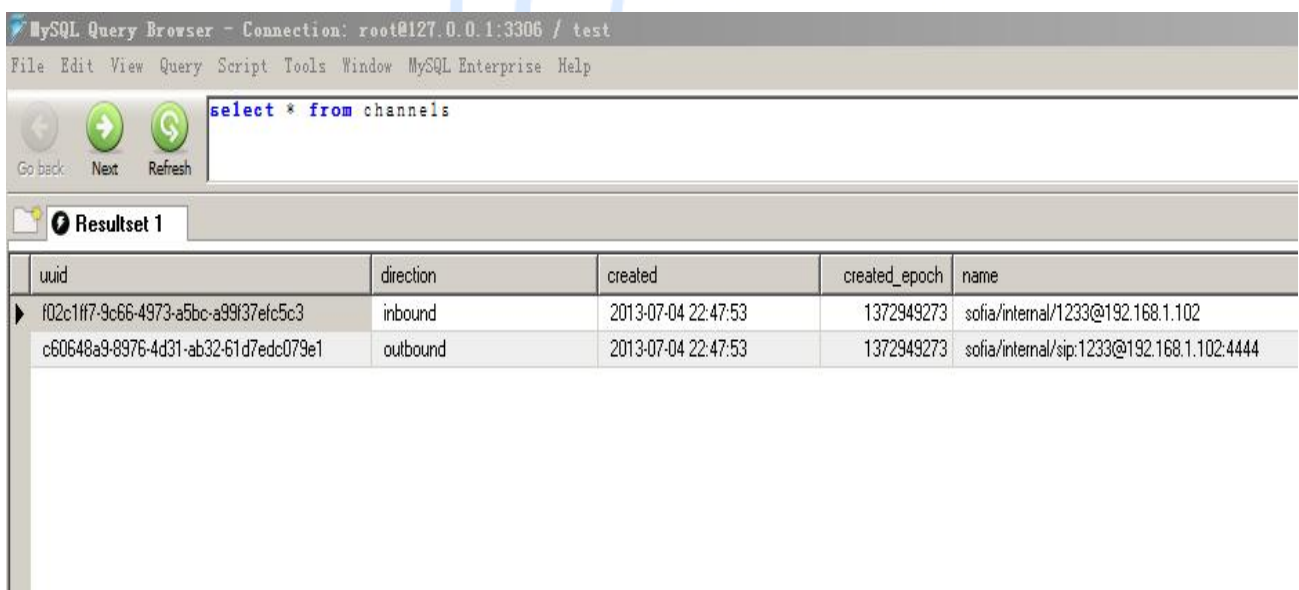 MySQL Query Browser - Connection: root@127.0.0.1:3306 / test
File Edit View Query Script Tools Window MySQL Enterprise Help
select * from channels
Go back Next Refresh
Resultset 1
uuid direction created created_epoch name
f02c1ff7-9c66-4973-a5bc-a99f37efc5c3 inbound 2013-07-04 22:47:53 1372949273 sofia/internal/1233@192.168.1.102
c60648a9-8976-4d31-ab32-61d7edc079e1 outbound 2013-07-04 22:47:53 1372949273 sofia/internal/sip:1233@192.168.1.102:4444